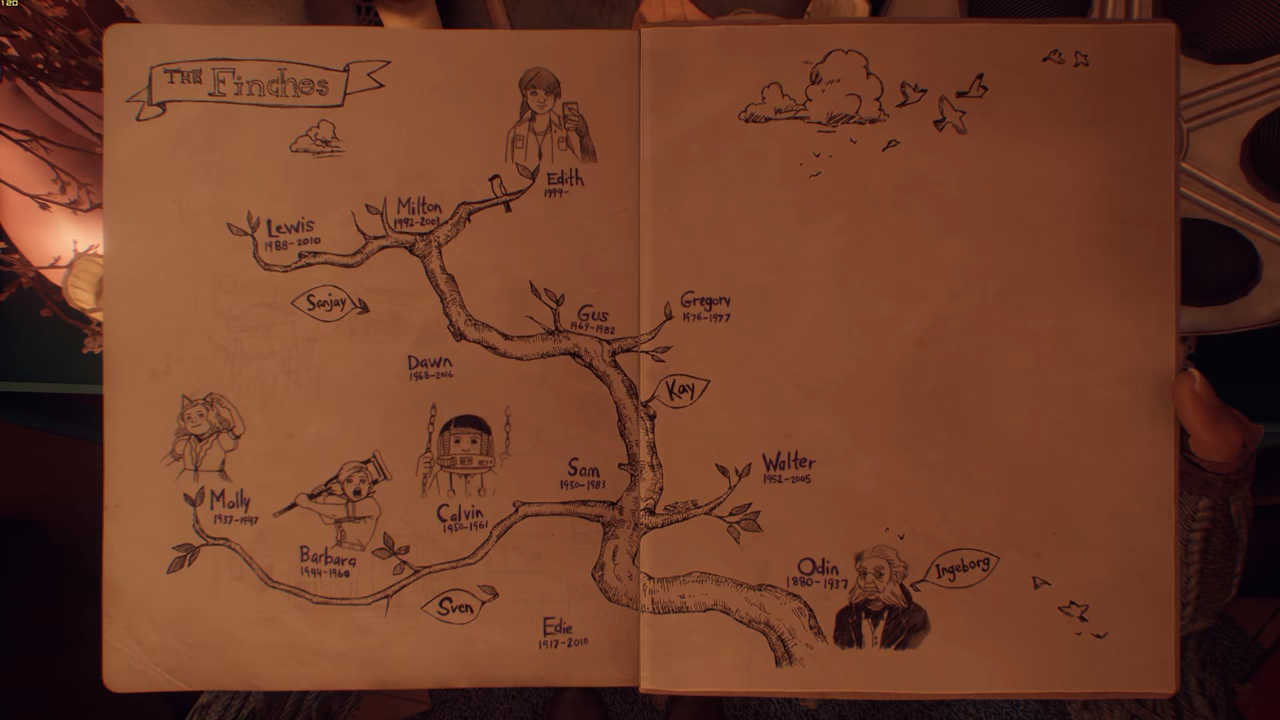 120
THE Finches
Edith
1999-
Milton
1992-2003
Lewis
1988-2010
Sanjay
Gus
1969-1982
Gregory
1976-1977
Dawn
1968-2016
Kay
Sam
1950-1983
Walter
1952-2005
Molly
1937-1947
Calvin
1950-1961
Barbara
1944-1960
Sven
Odin
1880-1937
Ingeborg
Edie
1917-2010